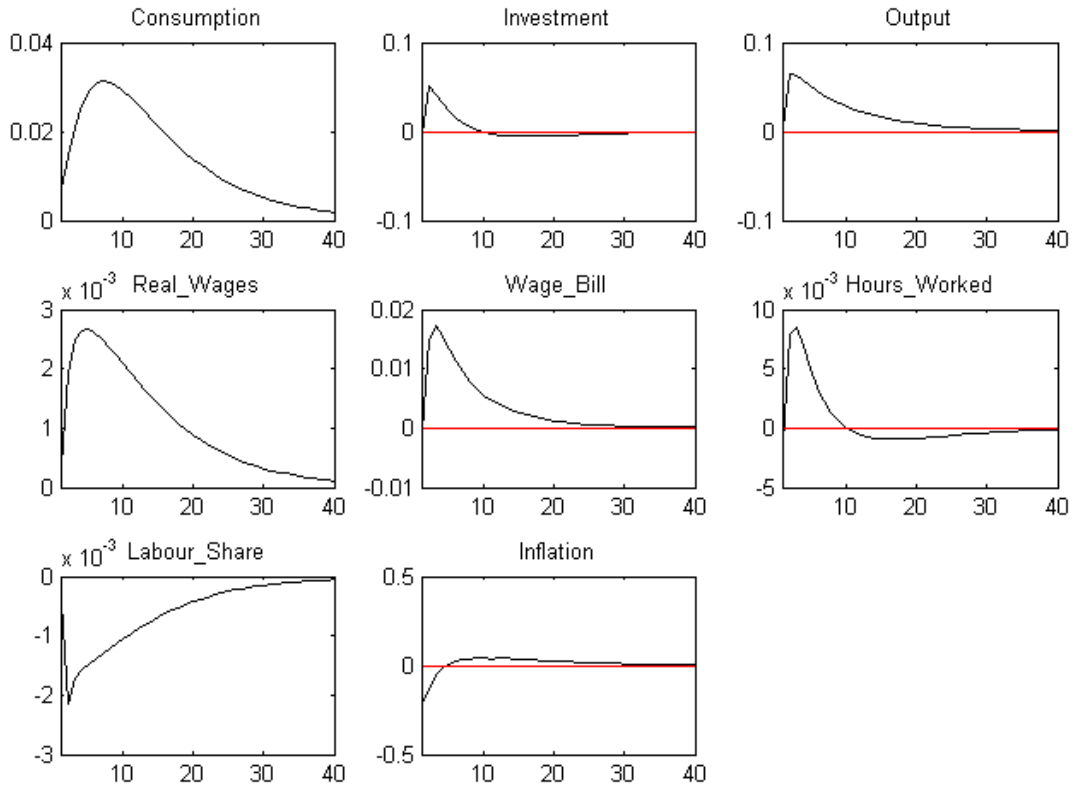 Consumption
0.04
0.02
0
10 20 30 40
Investment
0.1
0
-0.1
10 20 30 40
Output
0.1
0
-0.1
10 20 30 40
x 10^-3 Real_Wages
3
2
1
0
10 20 30 40
Wage_Bill
0.02
0.01
0
-0.01
10 20 30 40
x 10^-3 Hours_Worked
10
5
0
-5
10 20 30 40
x 10^-3 Labour_Share
0
-1
-2
-3
10 20 30 40
Inflation
0.5
0
-0.5
10 20 30 40